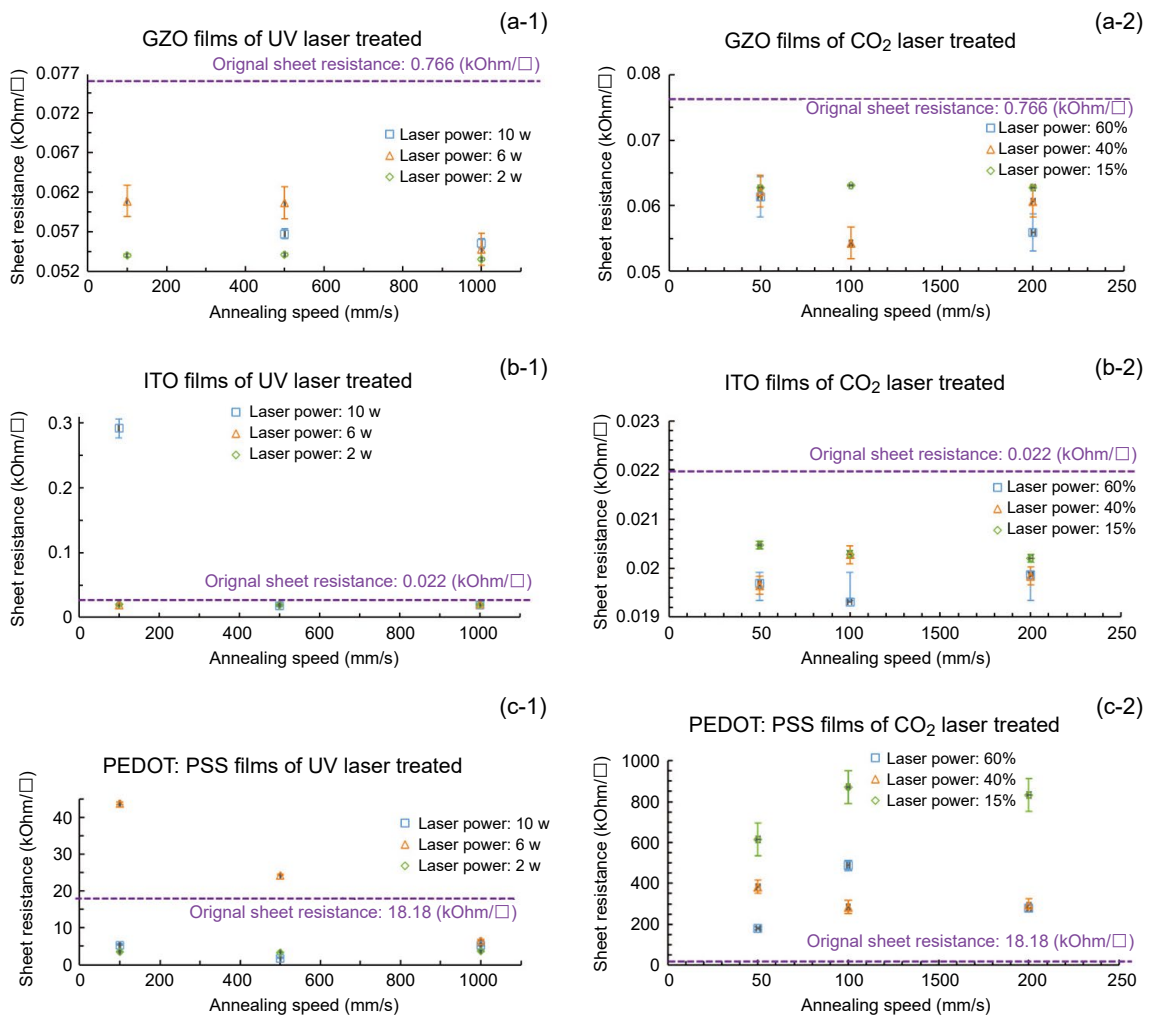 (a-1)
GZO films of UV laser treated
Orignal sheet resistance: 0.766 (kOhm/□)
Sheet resistance (kOhm/□)
0.077
0.072
0.067
0.062
0.057
0.052
Laser power: 10 w
Laser power: 6 w
Laser power: 2 w
0 200 400 600 800 1000
Annealing speed (mm/s)
(a-2)
GZO films of CO₂ laser treated
Orignal sheet resistance: 0.766 (kOhm/□)
Sheet resistance (kOhm/□)
0.08
0.07
0.06
0.05
Laser power: 60%
Laser power: 40%
Laser power: 15%
0 50 100 150 200 250
Annealing speed (mm/s)
(b-1)
ITO films of UV laser treated
Laser power: 10 w
Laser power: 6 w
Laser power: 2 w
Sheet resistance (kOhm/□)
0.3
0.2
0.1
0
Orignal sheet resistance: 0.022 (kOhm/□)
0 200 400 600 800 1000
Annealing speed (mm/s)
(b-2)
ITO films of CO₂ laser treated
Sheet resistance (kOhm/□)
0.023
0.022
0.021
0.02
0.019
Orignal sheet resistance: 0.022 (kOhm/□)
Laser power: 60%
Laser power: 40%
Laser power: 15%
0 50 100 1500 200 250
Annealing speed (mm/s)
(c-1)
PEDOT: PSS films of UV laser treated
Sheet resistance (kOhm/□)
40
30
20
10
0
Laser power: 10 w
Laser power: 6 w
Laser power: 2 w
Orignal sheet resistance: 18.18 (kOhm/□)
0 200 400 600 800 1000
Annealing speed (mm/s)
(c-2)
PEDOT: PSS films of CO₂ laser treated
Sheet resistance (kOhm/□)
1000
800
600
400
200
0
Laser power: 60%
Laser power: 40%
Laser power: 15%
Orignal sheet resistance: 18.18 (kOhm/□)
0 50 100 1500 200 250
Annealing speed (mm/s)